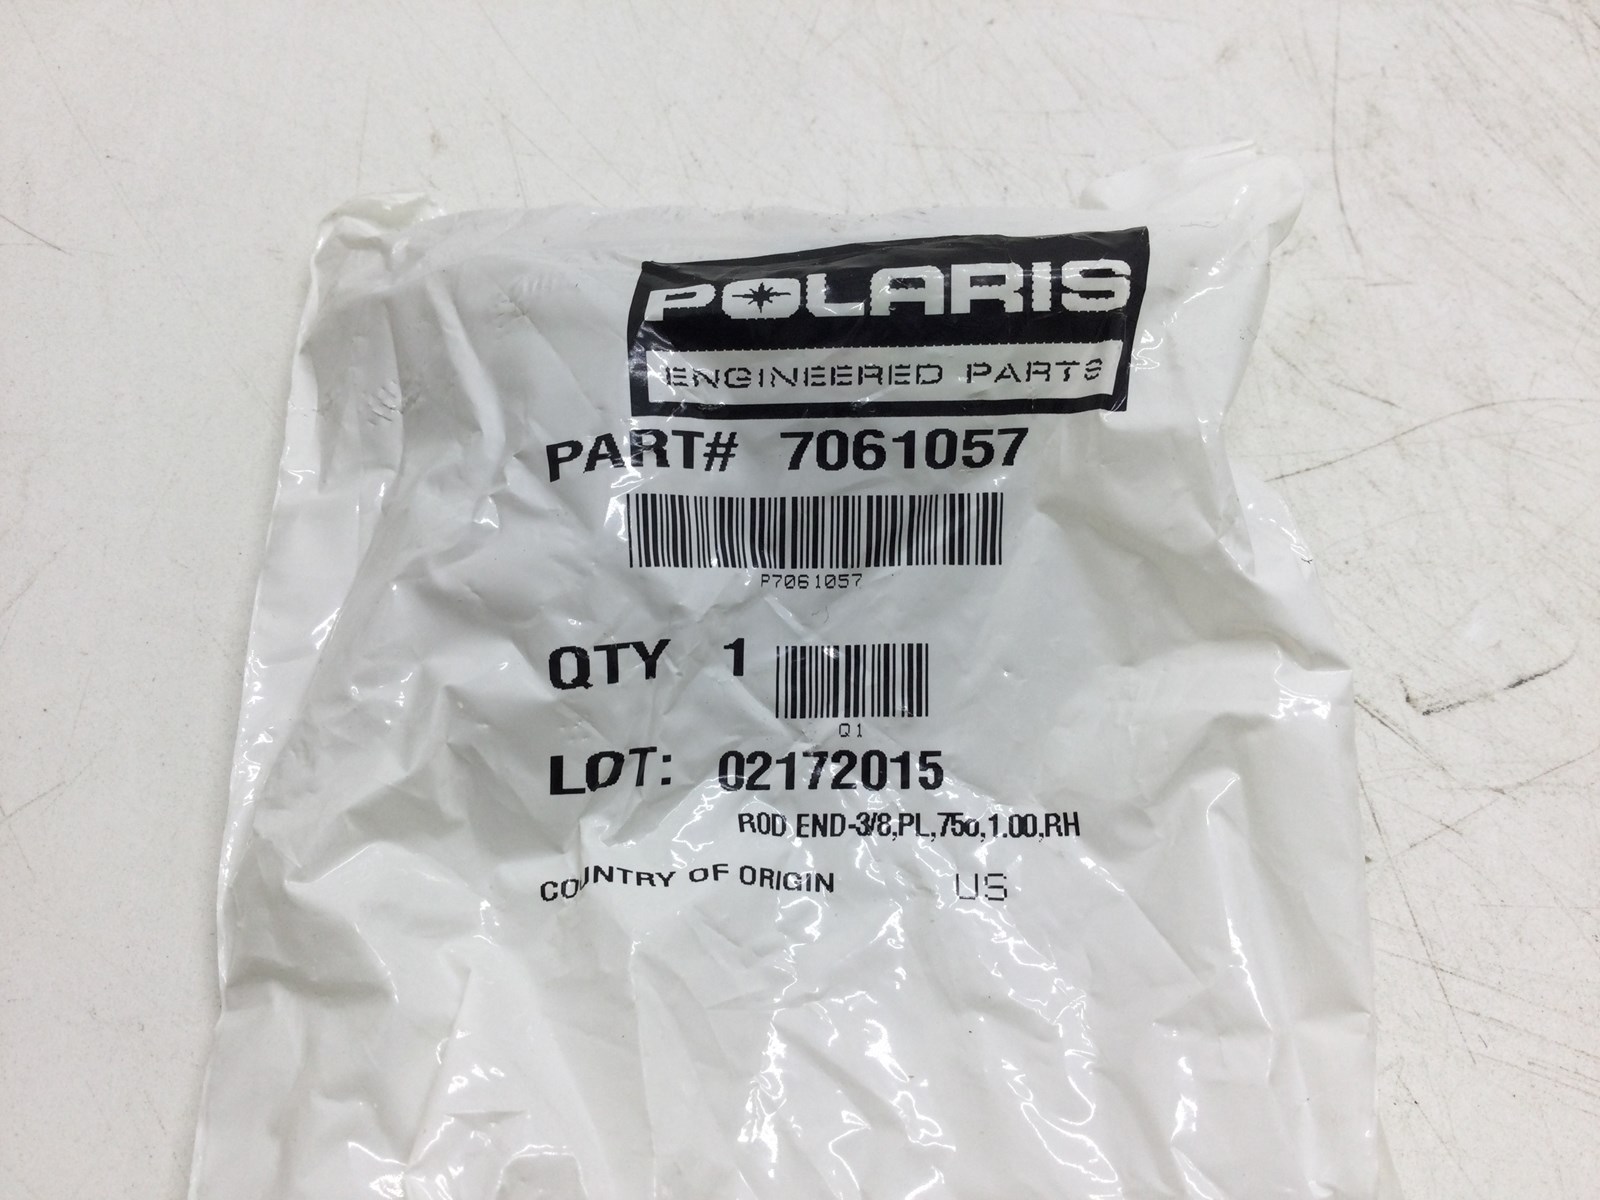 POLARIS
ENGINEERED PARTS
PART# 7061057
P7061057
QTY 1
Q1
LOT: 02172015
ROD END-3/8,PL,750,1.00,RH
COUNTRY OF ORIGIN US